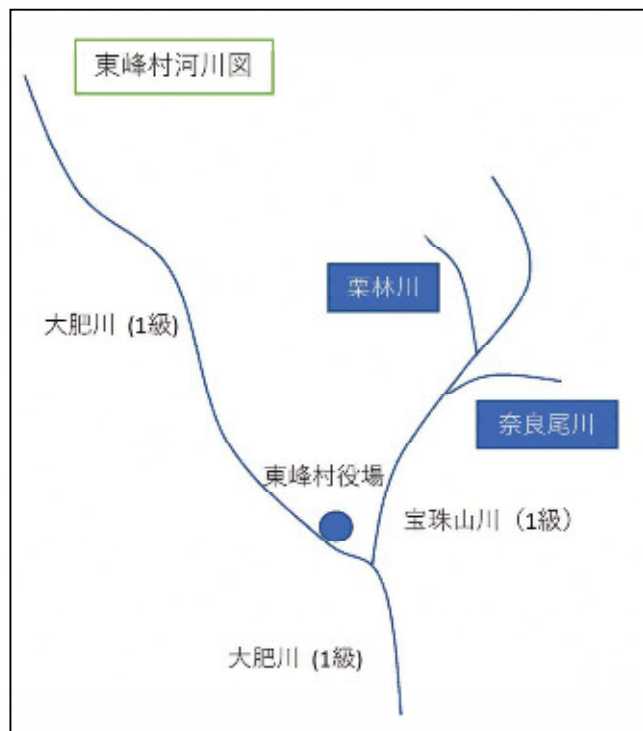 東峰村河川図
栗林川
大肥川 (1級)
奈良尾川
東峰村役場
宝珠山川（1級）
大肥川 (1級)